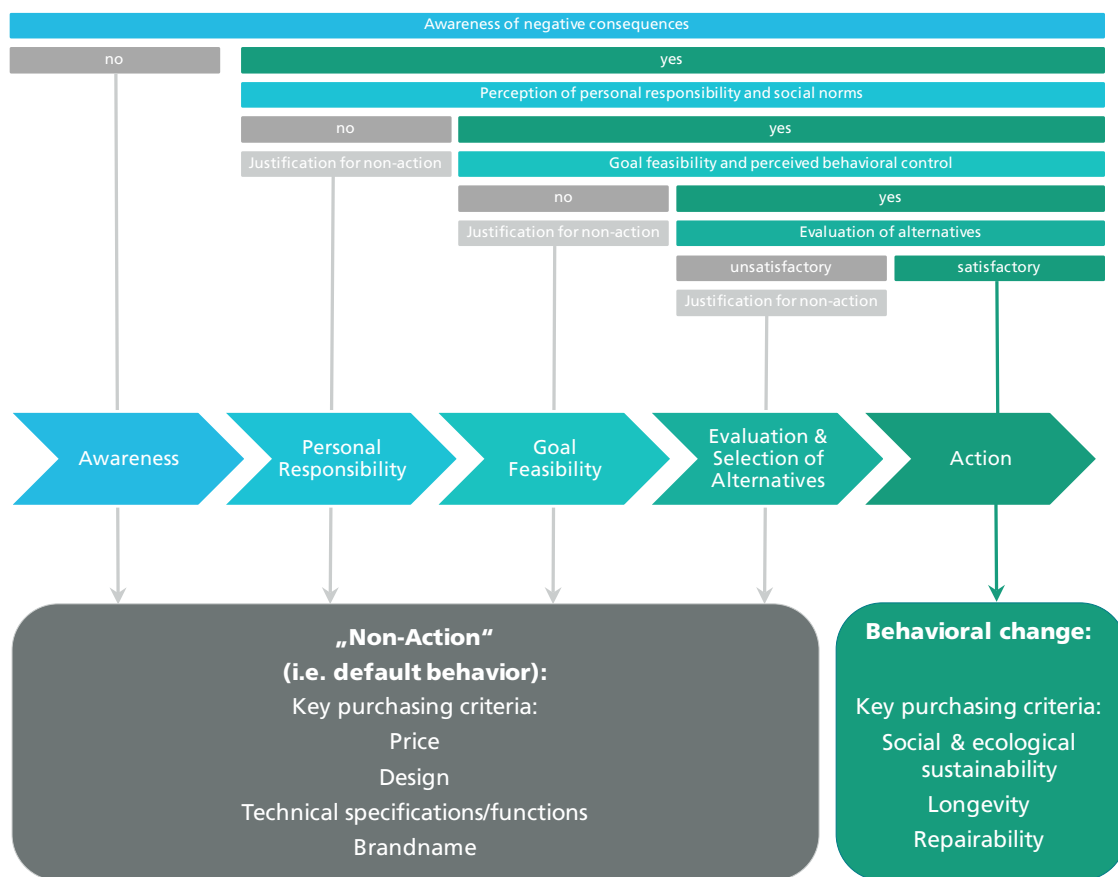 Awareness of negative consequences
no
yes
Perception of personal responsibility and social norms
no
yes
Justification for non-action
Goal feasibility and perceived behavioral control
no
yes
Justification for non-action
Evaluation of alternatives
unsatisfactory
satisfactory
Justification for non-action
Awareness
Personal
Responsibility
Goal
Feasibility
Evaluation &
Selection of
Alternatives
Action
„Non-Action“
(i.e. default behavior):
Key purchasing criteria:
Price
Design
Technical specifications/functions
Brandname
Behavioral change:
Key purchasing criteria:
Social & ecological
sustainability
Longevity
Repairability